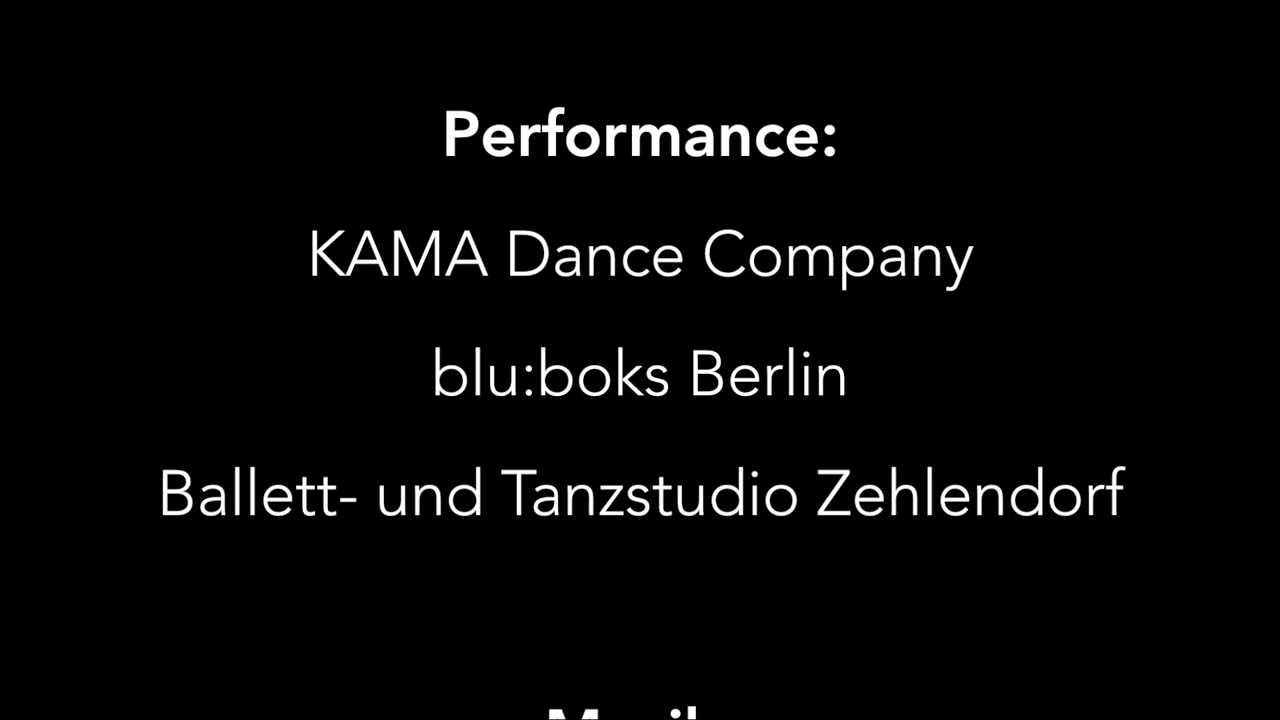 Performance:
KAMA Dance Company
blu:boks Berlin
Ballett- und Tanzstudio Zehlendorf